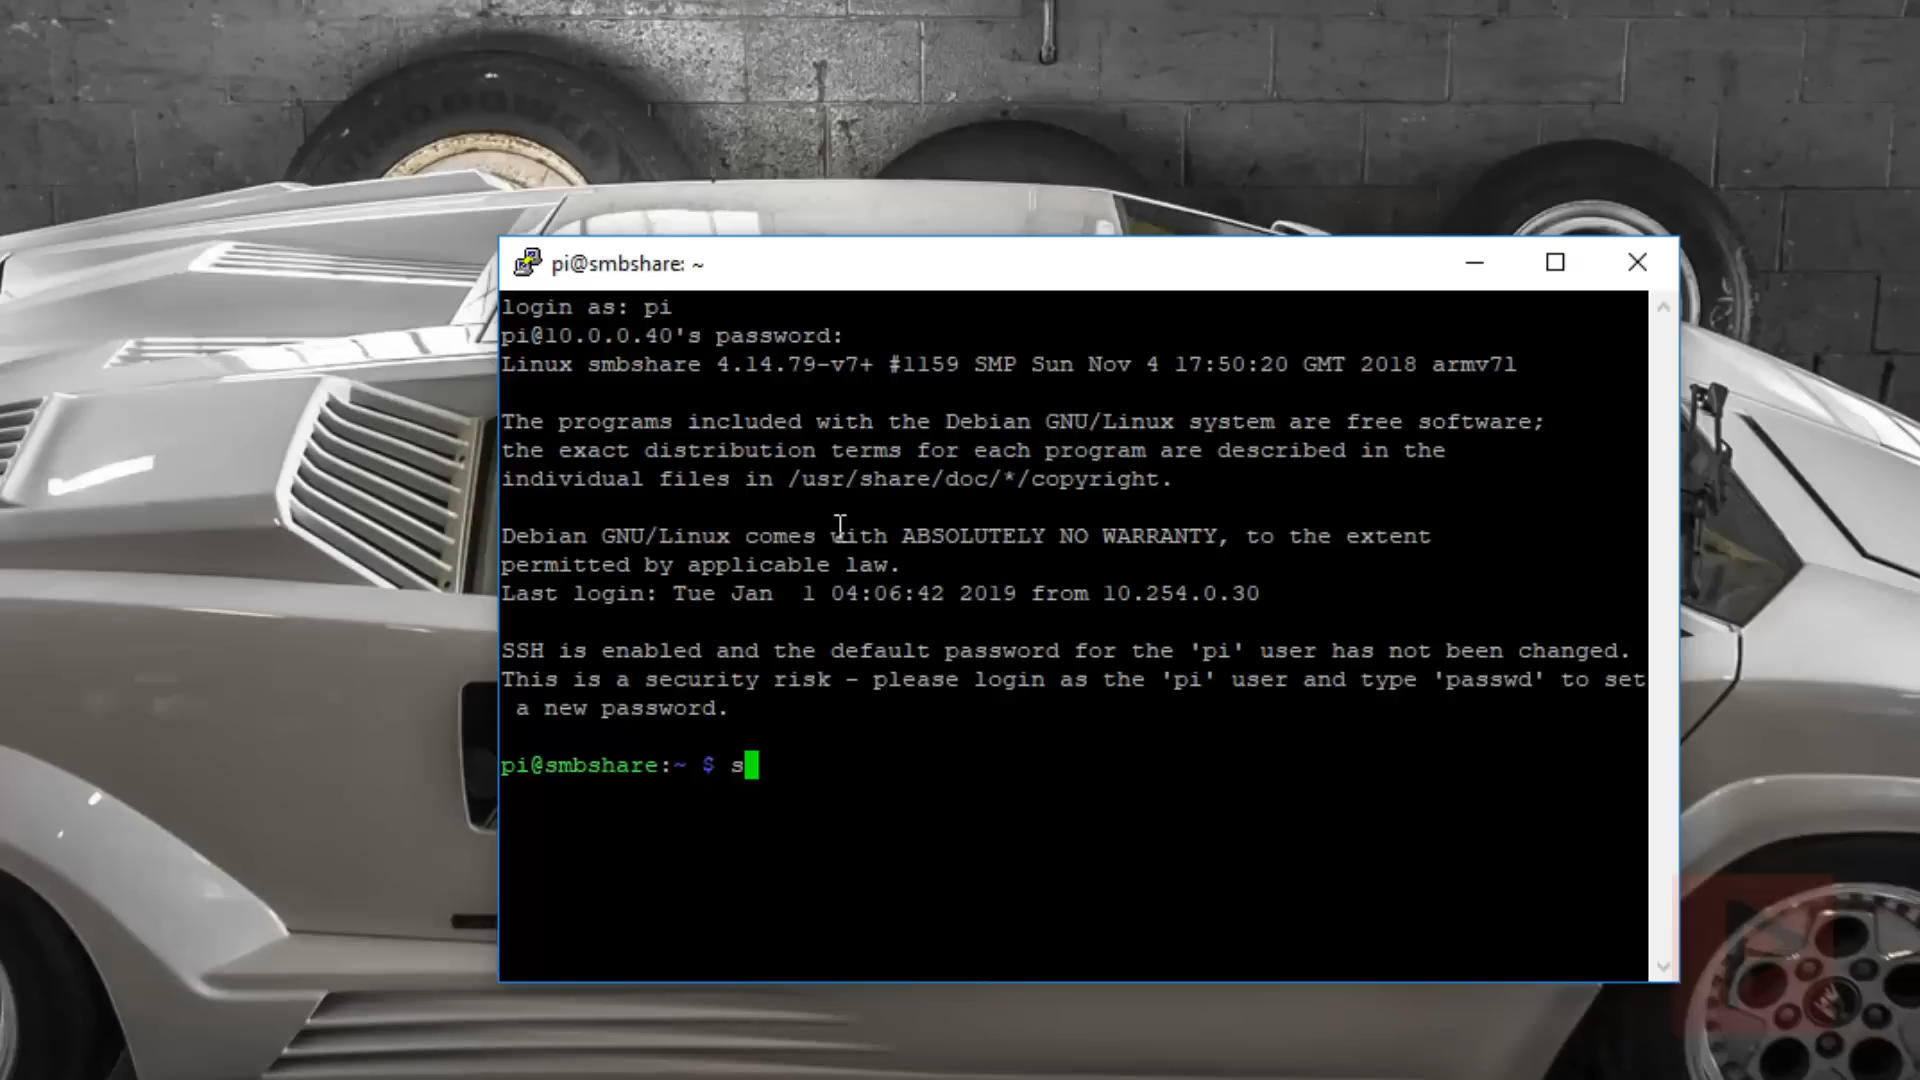 pi@smbshare: ~
login as: pi
pi@10.0.0.40's password:
Linux smbshare 4.14.79-v7+ #1159 SMP Sun Nov 4 17:50:20 GMT 2018 armv7l
The programs included with the Debian GNU/Linux system are free software;
the exact distribution terms for each program are described in the
individual files in /usr/share/doc/*/copyright.
Debian GNU/Linux comes with ABSOLUTELY NO WARRANTY, to the extent
permitted by applicable law.
Last login: Tue Jan  1 04:06:42 2019 from 10.254.0.30
SSH is enabled and the default password for the 'pi' user has not been changed.
This is a security risk - please login as the 'pi' user and type 'passwd' to set
 a new password.
pi@smbshare:~ $ s